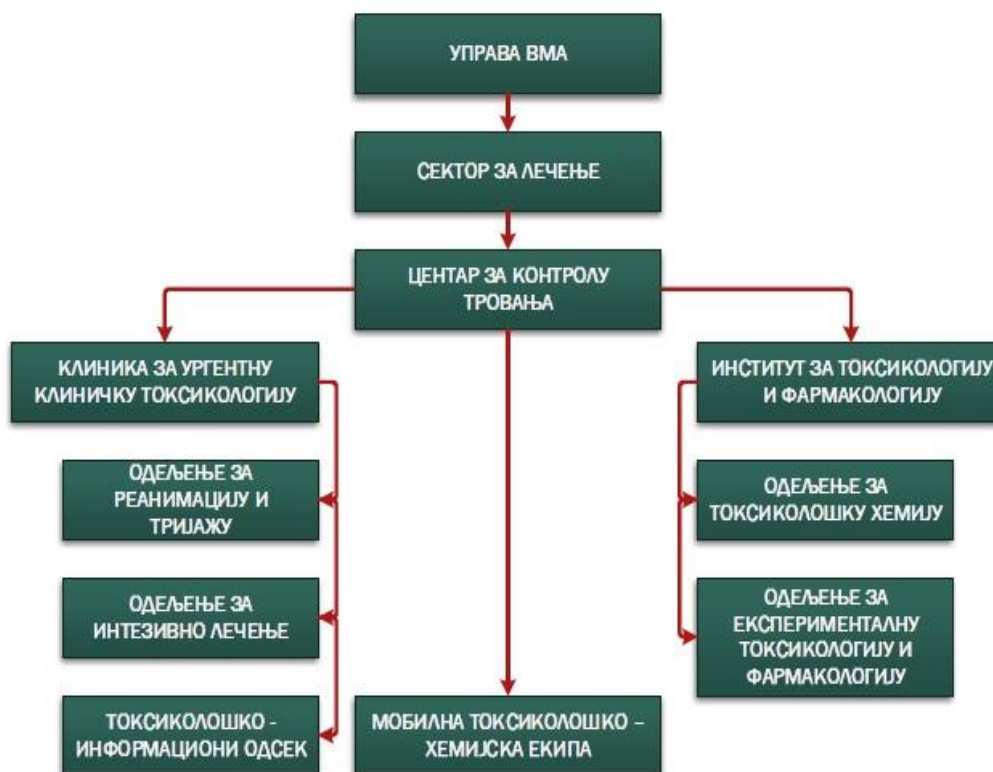 УПРАВА ВМА
СЕКТОР ЗА ЛЕЧЕЊЕ
ЦЕНТАР ЗА КОНТРОЛУ
ТРОВАЊА
КЛИНИКА ЗА УРГЕНТНУ
КЛИНИЧКУ ТОКСИКОЛОГИЈУ
ОДЕЉЕЊЕ ЗА
РЕАНИМАЦИЈУ И
ТРИЈАЖУ
ОДЕЉЕЊЕ ЗА
ИНТЕЗИВНО ЛЕЧЕЊЕ
ТОКСИКОЛОШКО -
ИНФОРМАЦИОНИ ОДСЕК
МОБИЛНА ТОКСИКОЛОШКО –
ХЕМИЈСКА ЕКИПА
ИНСТИТУТ ЗА ТОКСИКОЛОГИЈУ
И ФАРМАКОЛОГИЈУ
ОДЕЉЕЊЕ ЗА
ТОКСИКОЛОШКУ ХЕМИЈУ
ОДЕЉЕЊЕ ЗА
ЕКСПЕРИМЕНТАЛНУ
ТОКСИКОЛОГИЈУ И
ФАРМАКОЛОГИЈУ